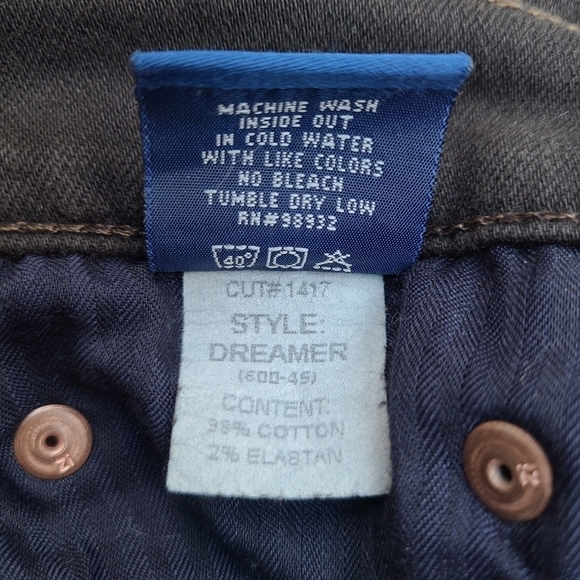 MACHINE WASH
INSIDE OUT
IN COLD WATER
WITH LIKE COLORS
NO BLEACH
TUMBLE DRY LOW
RN#98932
40°
CUT# 1417
STYLE:
DREAMER
(600-45)
CONTENT:
98% COTTON
2% ELASTAN